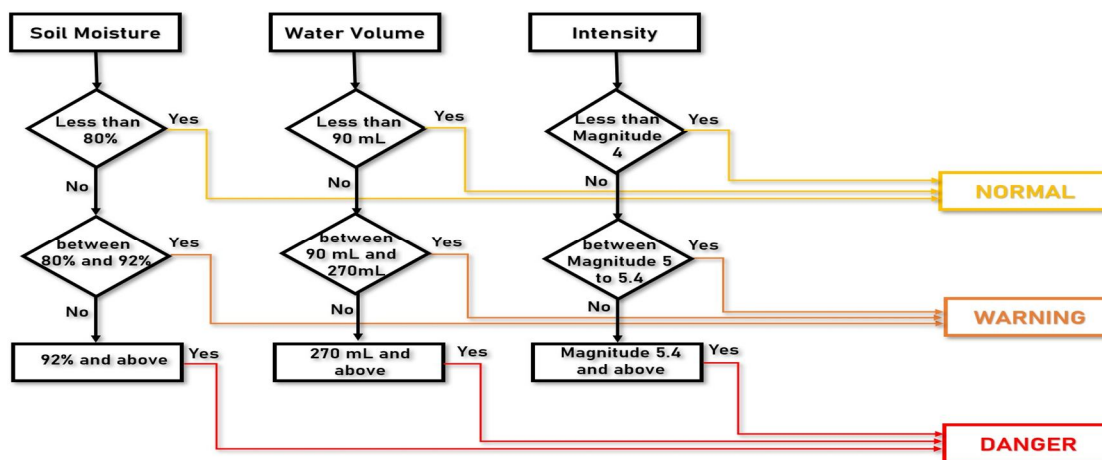 Soil Moisture
Water Volume
Intensity
Less than
80%
Yes
Less than
90 mL
Yes
Less than
Magnitude
4
Yes
No
No
No
NORMAL
between
80% and 92%
Yes
between
90 mL and
270mL
Yes
between
Magnitude 5
to 5.4
Yes
No
No
No
WARNING
92% and above
Yes
270 mL and
above
Yes
Magnitude 5.4
and above
Yes
DANGER